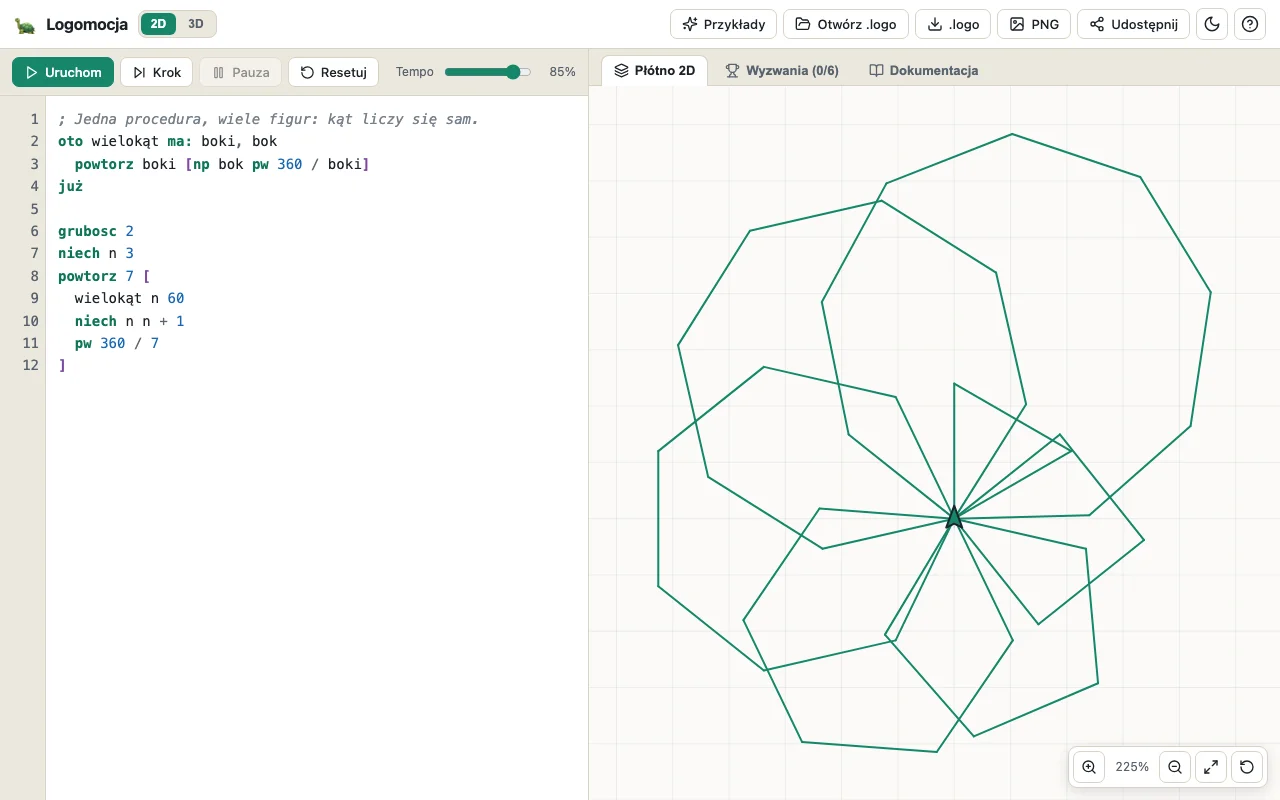 Logomocja 2D 3D Przykłady Otwórz .logo .logo PNG Udostępnij
Uruchom Krok Pauza Resetuj Tempo 85% Płótno 2D Wyzwania (0/6) Dokumentacja
1 ; Jedna procedura, wiele figur: kąt liczy się sam.
2 oto wielokąt ma: boki, bok
3 powtorz boki [np bok pw 360 / boki]
4 już
5
6 grubosc 2
7 niech n 3
8 powtorz 7 [
9 wielokąt n 60
10 niech n n + 1
11 pw 360 / 7
12 ]
225%